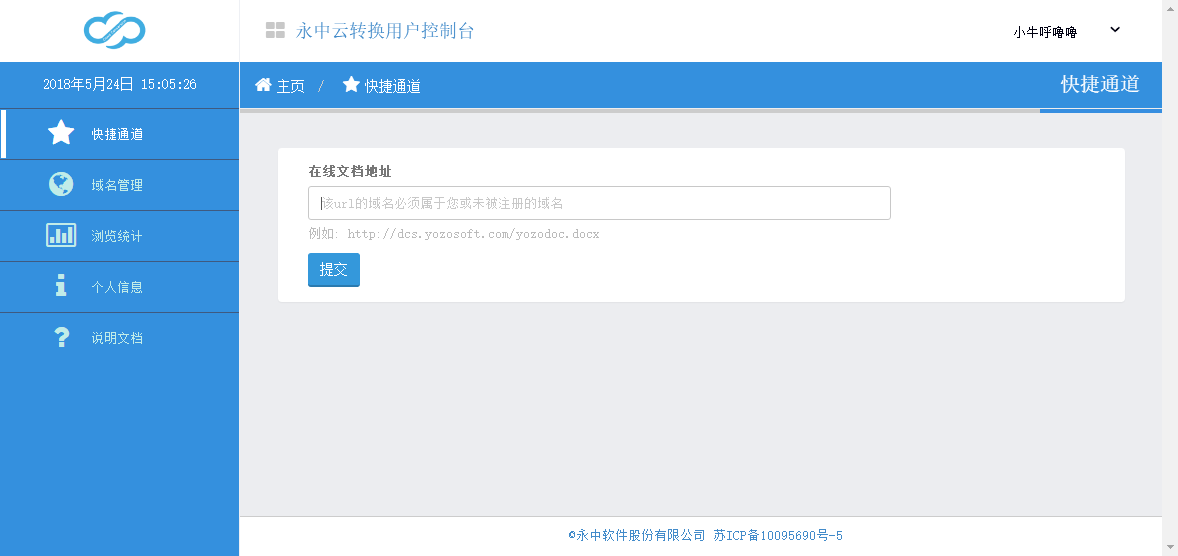 永中云转换用户控制台
小牛呼噜噜
2018年5月24日 15:05:26
主页 / 快捷通道
快捷通道
快捷通道
域名管理
浏览统计
个人信息
说明文档
在线文档地址
该url的域名必须属于您或未被注册的域名
例如: http://dcs.yozosoft.com/yozodoc.docx
提交
©永中软件股份有限公司 苏ICP备10095690号-5